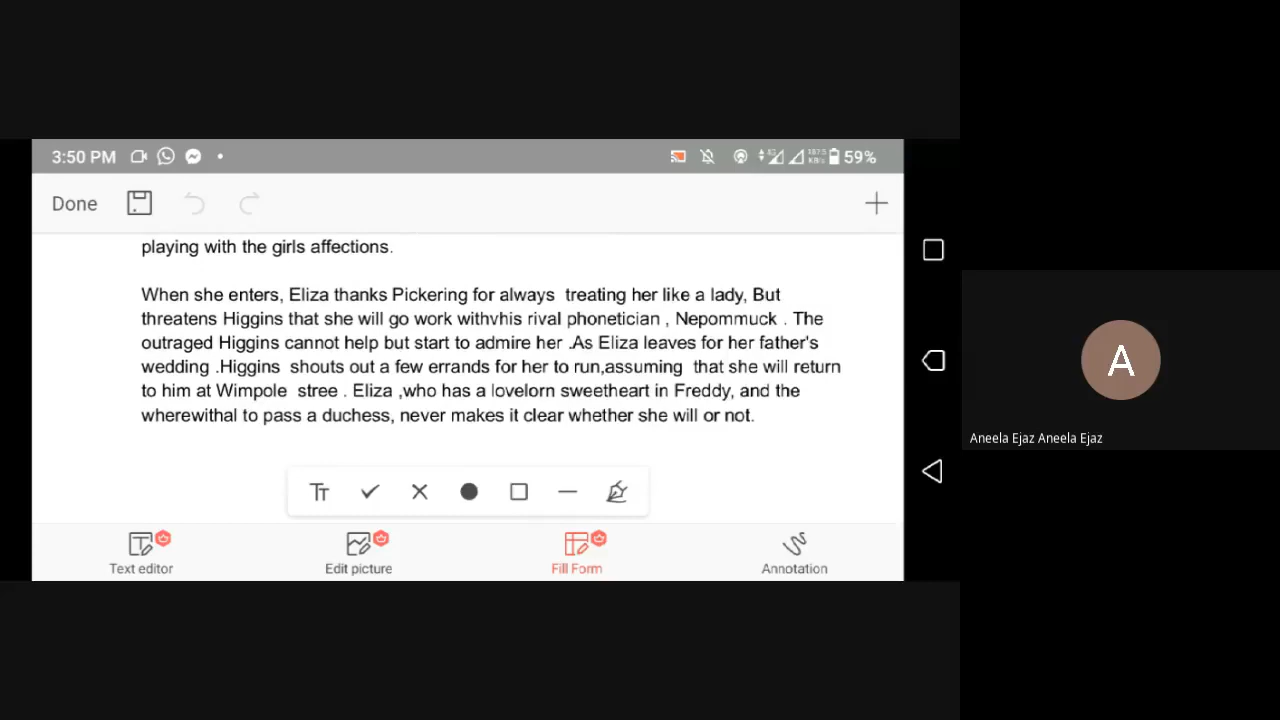 3:50 PM
59%
Done
playing with the girls affections.
When she enters, Eliza thanks Pickering for always  treating her like a lady, But
threatens Higgins that she will go work withvhis rival phonetician , Nepommuck . The
outraged Higgins cannot help but start to admire her .As Eliza leaves for her father's
wedding .Higgins  shouts out a few errands for her to run,assuming  that she will return
to him at Wimpole  stree . Eliza ,who has a lovelorn sweetheart in Freddy, and the
wherewithal to pass a duchess, never makes it clear whether she will or not.
A
Aneela Ejaz Aneela Ejaz
Text editor
Edit picture
Fill Form
Annotation